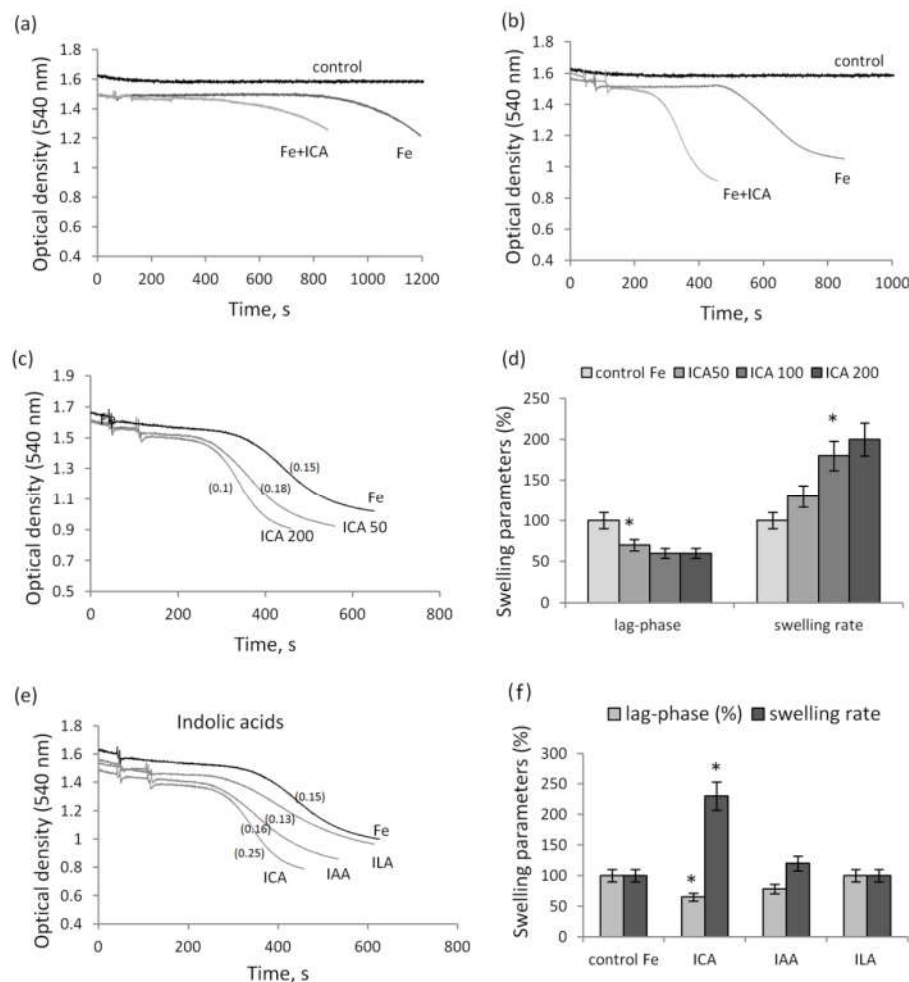 (a)
1.8
1.6
1.4
1.2
1
0.8
0.6
0.4
Optical density (540 nm)
control
Fe+ICA
Fe
0 200 400 600 800 1000 1200
Time, s
(b)
1.8
1.6
1.4
1.2
1
0.8
0.6
0.4
Optical density (540 nm)
control
Fe
Fe+ICA
0 200 400 600 800 1000
Time, s
(c)
1.9
1.7
1.5
1.3
1.1
0.9
0.7
0.5
Optical density (540 nm)
(0.15)
(0.1)
(0.18)
Fe
ICA 200
ICA 50
0 200 400 600 800
Time, s
(d)
control Fe ICA50 ICA 100 ICA 200
250
200
150
100
50
0
Swelling parameters (%)
*
*
lag-phase swelling rate
(e)
Indolic acids
1.8
1.6
1.4
1.2
1
0.8
0.6
0.4
Optical density (540 nm)
(0.15)
(0.13)
(0.16)
(0.25)
Fe
ICA
IAA
ILA
0 200 400 600 800
Time, s
(f)
lag-phase (%) swelling rate
350
300
250
200
150
100
50
0
Swelling parameters (%)
*
*
control Fe ICA IAA ILA